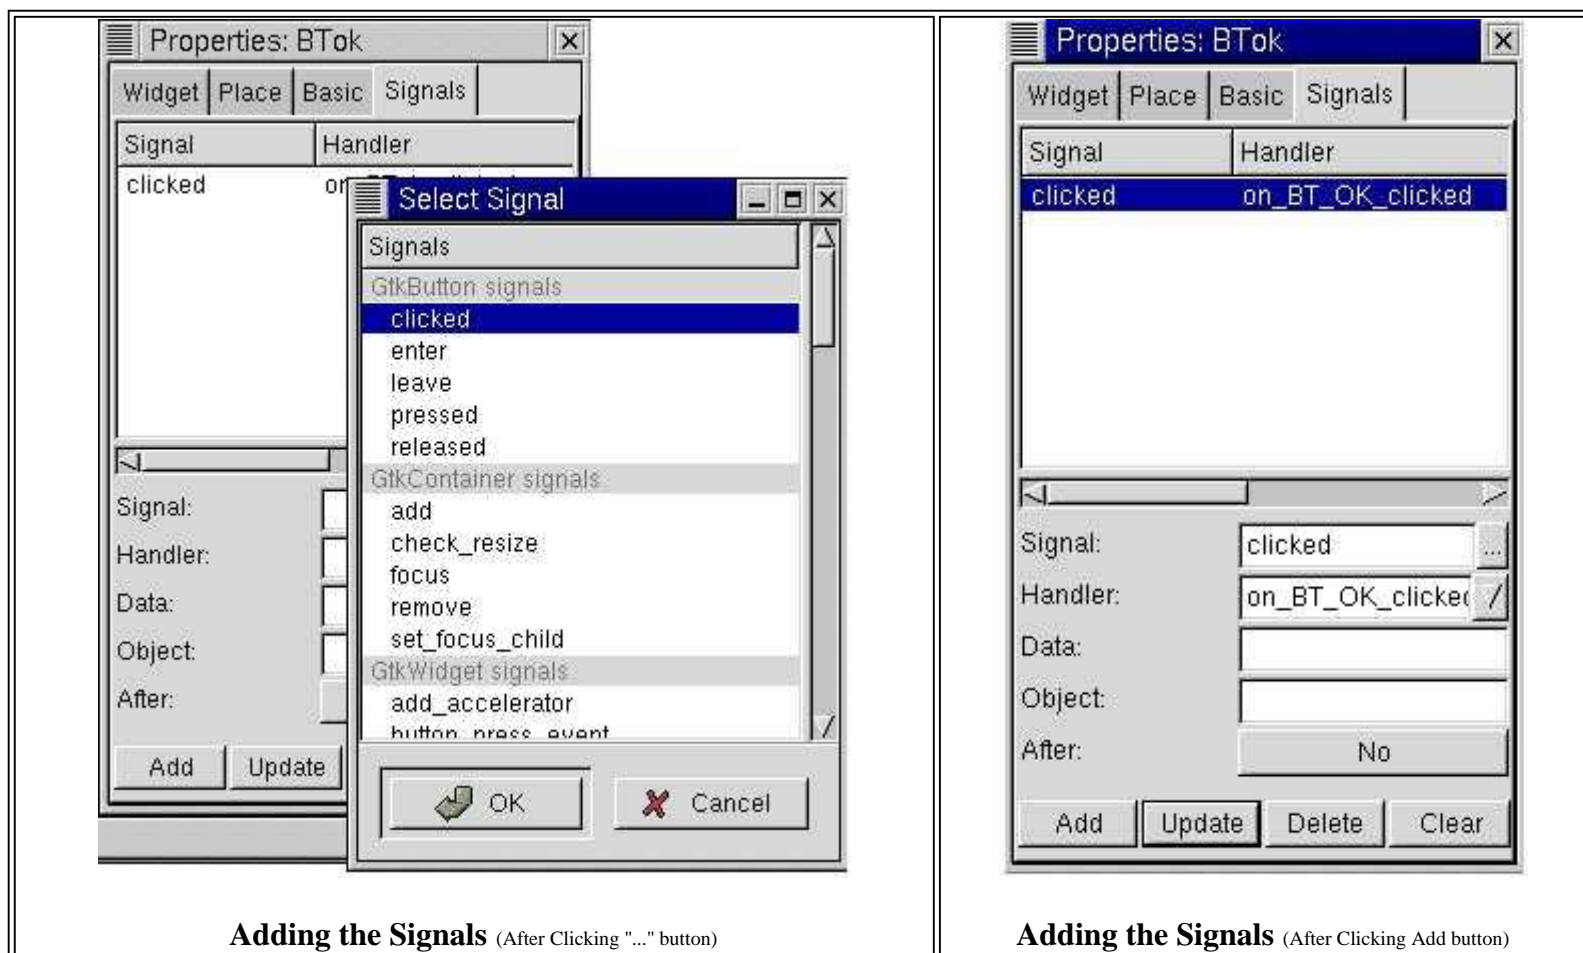 Properties: BTok
Widget Place Basic Signals
Signal Handler
clicked
Signal:
Handler:
Data:
Object:
After:
Add Update
Select Signal
Signals
GtkButton signals
clicked
enter
leave
pressed
released
GtkContainer signals
add
check_resize
focus
remove
set_focus_child
GtkWidget signals
add_accelerator
button_press_event
OK Cancel
Adding the Signals (After Clicking "..." button)
Properties: BTok
Widget Place Basic Signals
Signal Handler
clicked on_BT_OK_clicked
Signal: clicked ...
Handler: on_BT_OK_clicked
Data:
Object:
After: No
Add Update Delete Clear
Adding the Signals (After Clicking Add button)